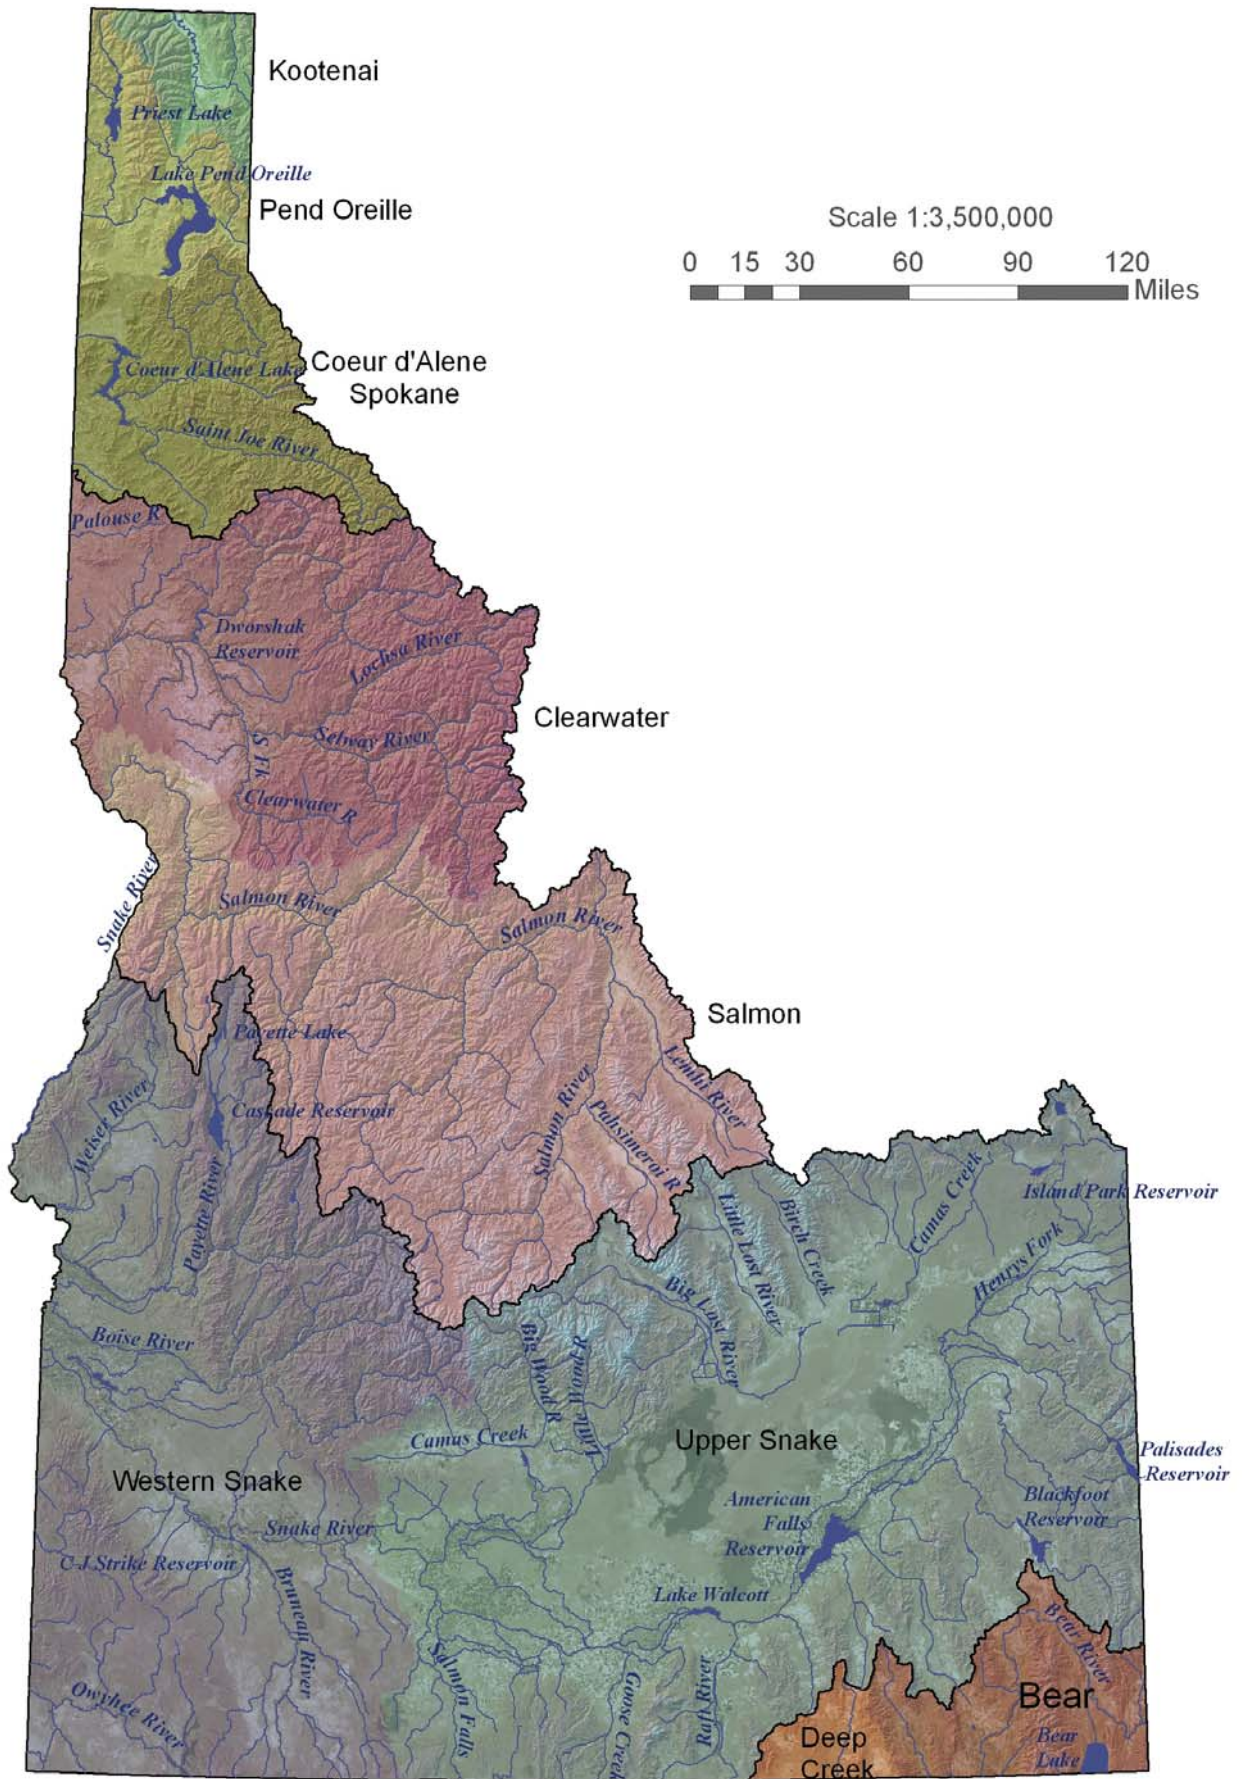 Kootenai
Priest Lake
Lake Pend Oreille
Pend Oreille
Scale 1:3,500,000
0 15 30 60 90 120
Miles
Coeur d'Alene
Spokane
Coeur d'Alene Lake
Saint Joe River
Palouse R
Dworshak
Reservoir
Lochsa River
Clearwater
Selway River
S Fk
Clearwater R
Snake River
Salmon River
Salmon River
Salmon
Payette Lake
Lemhi River
Weiser River
Cascade Reservoir
Salmon River
Pahsimeroi R
Payette River
Little Lost River
Birch Creek
Camas Creek
Island Park Reservoir
Henrys Fork
Big Lost River
Boise River
Big Wood R
Little Wood R
Camas Creek
Upper Snake
Palisades
Reservoir
Western Snake
American
Falls
Reservoir
Blackfoot
Reservoir
Snake River
C J Strike Reservoir
Bruneau River
Lake Walcott
Bear River
Salmon Falls
Goose Creek
Raft River
Owyhee River
Bear
Deep
Creek
Bear
Lake